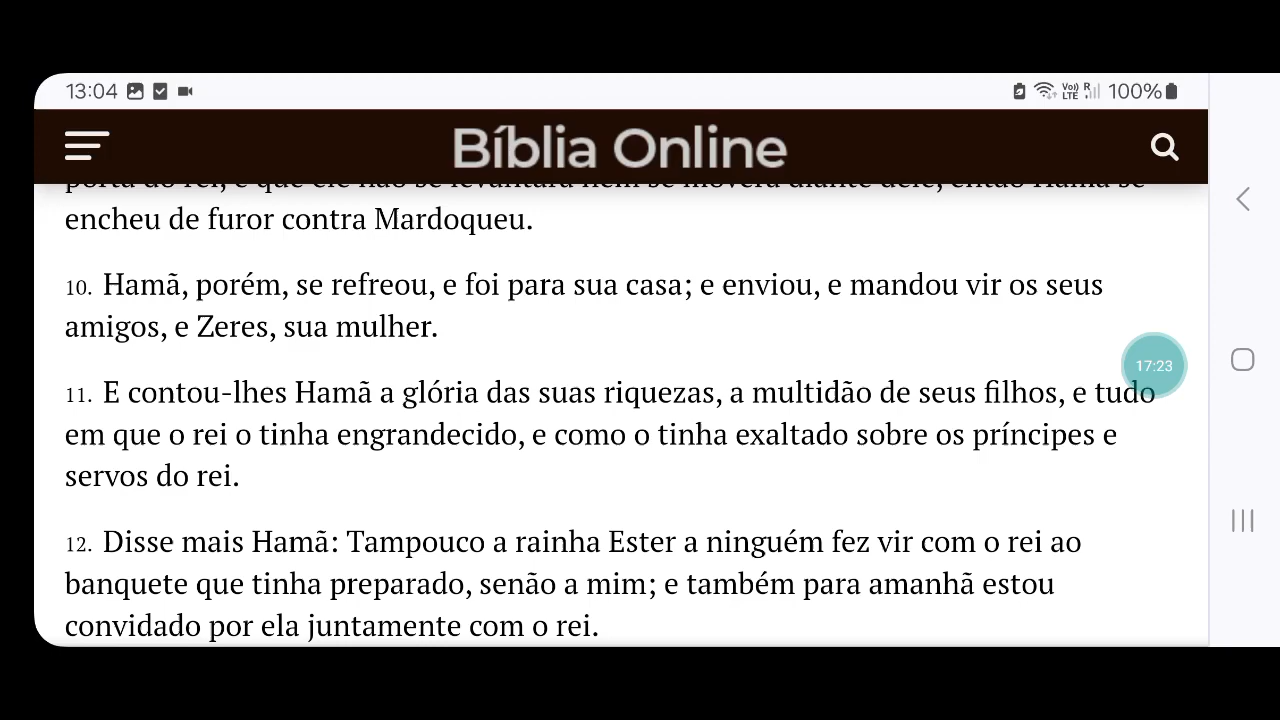 13:04 Vo)) R LTE 100%
Bíblia Online
encheu de furor contra Mardoqueu.
10. Hamã, porém, se refreou, e foi para sua casa; e enviou, e mandou vir os seus
amigos, e Zeres, sua mulher.
17:23
11. E contou-lhes Hamã a glória das suas riquezas, a multidão de seus filhos, e tudo
em que o rei o tinha engrandecido, e como o tinha exaltado sobre os príncipes e
servos do rei.
12. Disse mais Hamã: Tampouco a rainha Ester a ninguém fez vir com o rei ao
banquete que tinha preparado, senão a mim; e também para amanhã estou
convidado por ela juntamente com o rei.